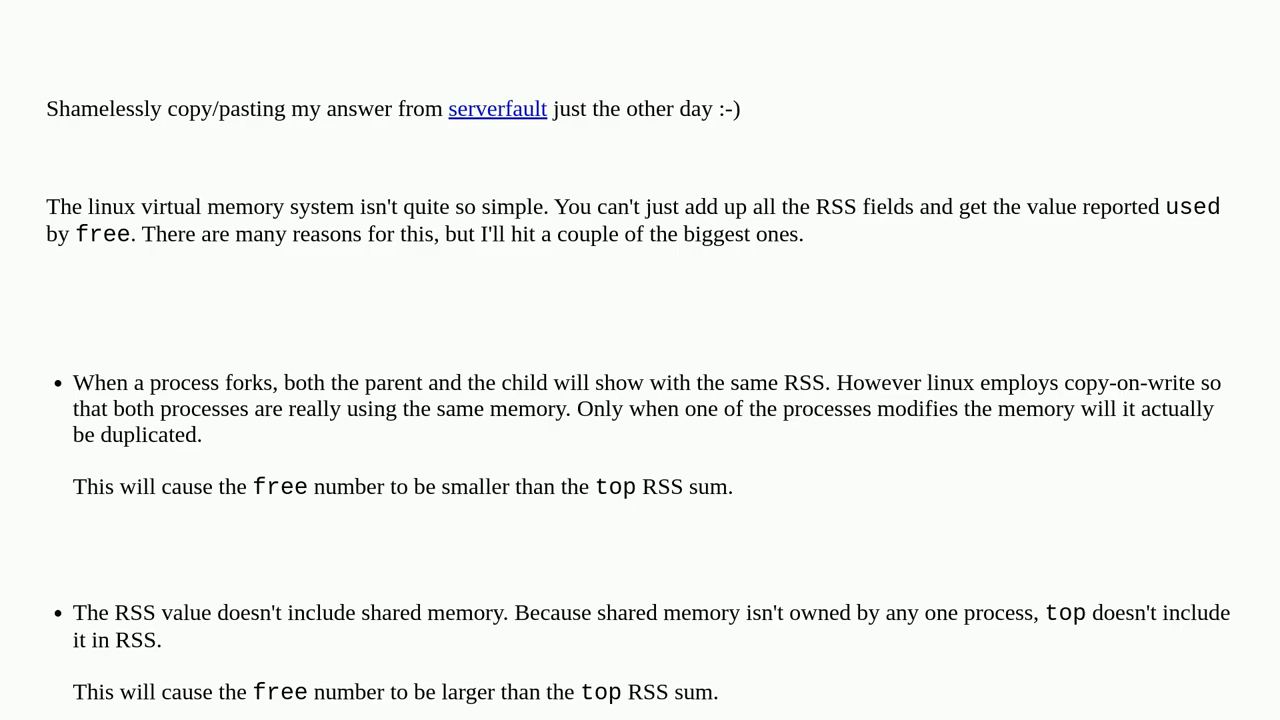 Shamelessly copy/pasting my answer from serverfault just the other day :-)
The linux virtual memory system isn't quite so simple. You can't just add up all the RSS fields and get the value reported used
by free. There are many reasons for this, but I'll hit a couple of the biggest ones.
• When a process forks, both the parent and the child will show with the same RSS. However linux employs copy-on-write so
that both processes are really using the same memory. Only when one of the processes modifies the memory will it actually
be duplicated.
This will cause the free number to be smaller than the top RSS sum.
• The RSS value doesn't include shared memory. Because shared memory isn't owned by any one process, top doesn't include
it in RSS.
This will cause the free number to be larger than the top RSS sum.